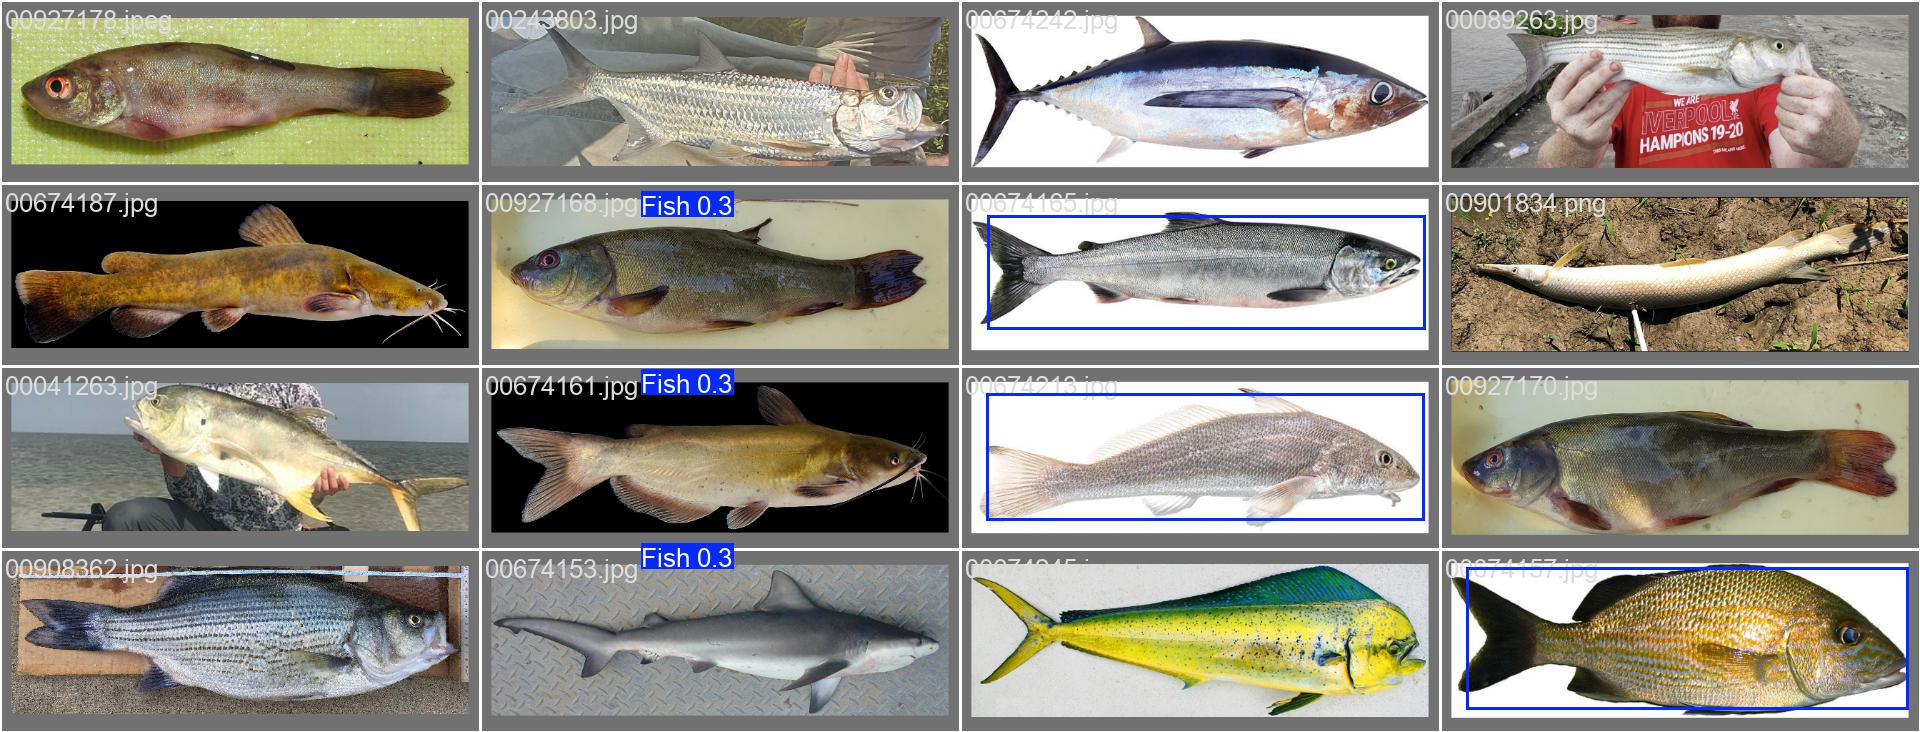 00927178.jpeg
00243803.jpg
00674242.jpg
00089263.jpg
WE ARE
IVERPOOL
HAMPIONS 19-20
00674187.jpg
00927168.jpg
Fish 0.3
00674165.jpg
00901834.png
00041263.jpg
00674161.jpg
Fish 0.3
00674213.jpg
00927170.jpg
00908362.jpg
00674153.jpg
Fish 0.3
00674245.jpg
00674157.jpg